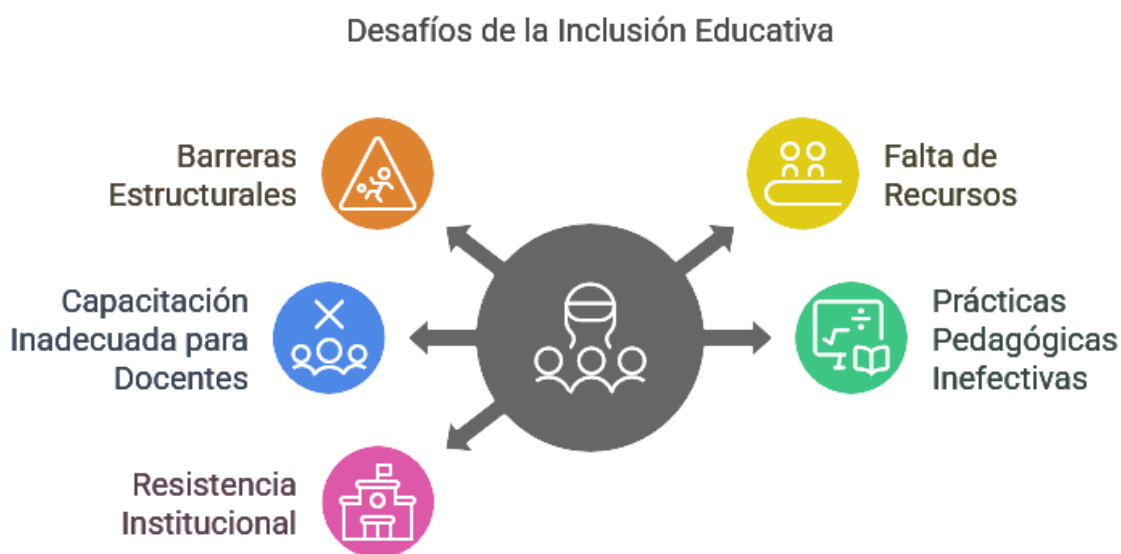 Desafíos de la Inclusión Educativa
Barreras
Estructurales
Falta de
Recursos
Capacitación
Inadecuada para
Docentes
Prácticas
Pedagógicas
Inefectivas
Resistencia
Institucional